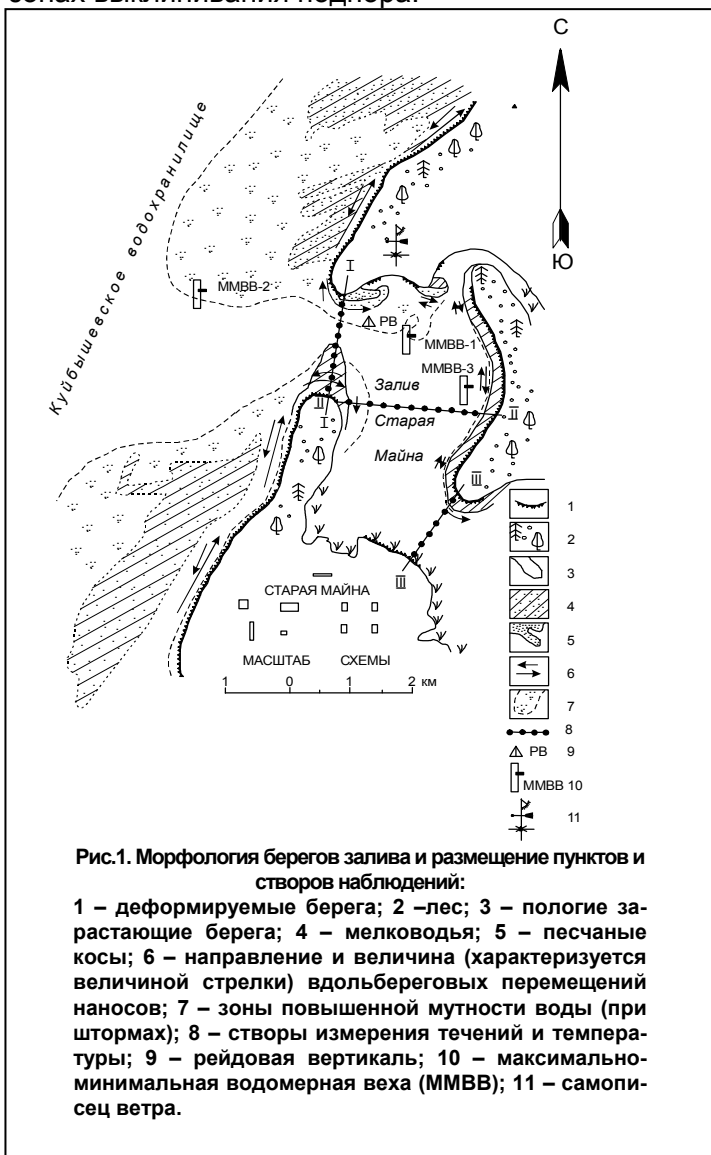 зонах выклинивания подпора.
С
Ю
Куйбышевское водохранилище
ММВВ-2
I
РВ
ММВВ-1
ММВВ-3
Залив
Старая
Майна
II
I
II
III
III
СТАРАЯ МАЙНА
МАСШТАБ СХЕМЫ
1 0 1 2 км
1
2
3
4
5
6
7
8
РВ 9
ММВВ 10
11
Рис.1. Морфология берегов залива и размещение пунктов и
створов наблюдений:
1 – деформируемые берега; 2 –лес; 3 – пологие за-
растающие берега; 4 – мелководья; 5 – песчаные
косы; 6 – направление и величина (характеризуется
величиной стрелки) вдольбереговых перемещений
наносов; 7 – зоны повышенной мутности воды (при
штормах); 8 – створы измерения течений и темпера-
туры; 9 – рейдовая вертикаль; 10 – максимально-
минимальная водомерная веха (ММВВ); 11 – самопи-
сец ветра.